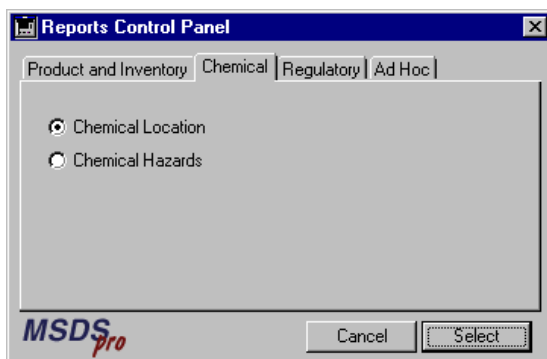 Reports Control Panel
Product and Inventory Chemical Regulatory Ad Hoc
Chemical Location
Chemical Hazards
MSDS pro
Cancel Select